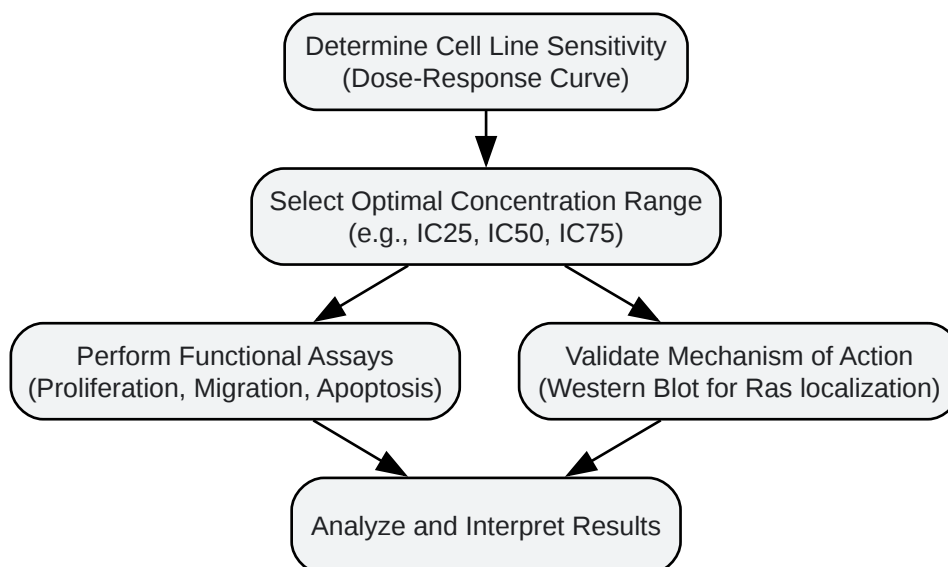 Determine Cell Line Sensitivity
(Dose-Response Curve)
Select Optimal Concentration Range
(e.g., IC25, IC50, IC75)
Perform Functional Assays
(Proliferation, Migration, Apoptosis)
Validate Mechanism of Action
(Western Blot for Ras localization)
Analyze and Interpret Results